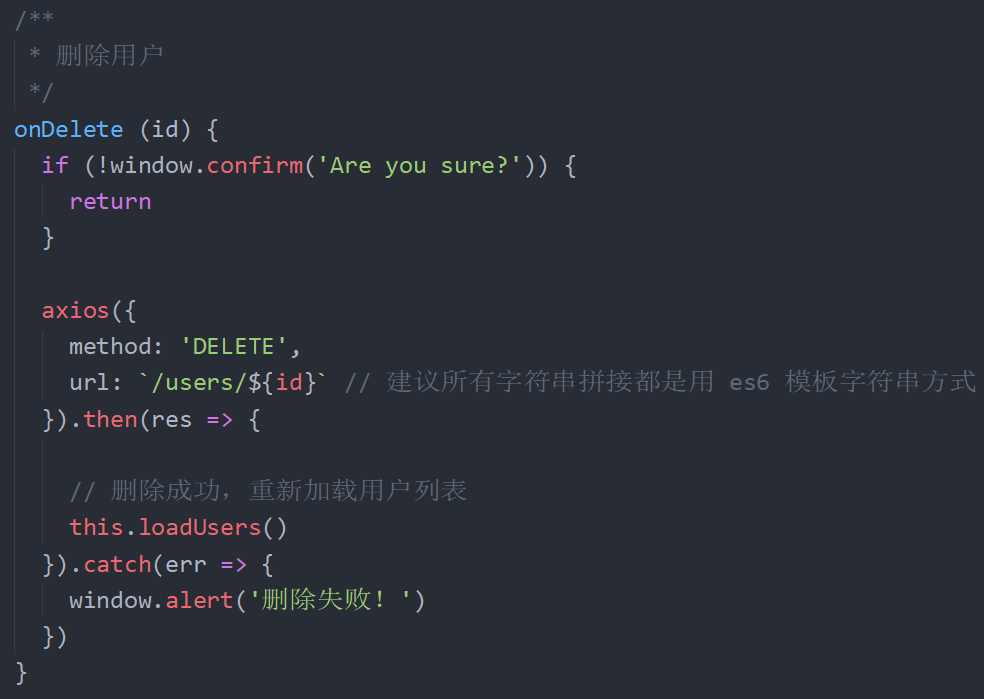 /**
 * 删除用户
 */
onDelete (id) {
  if (!window.confirm('Are you sure?')) {
    return
  }

  axios({
    method: 'DELETE',
    url: `/users/${id}` // 建议所有字符串拼接都是用 es6 模板字符串方式
  }).then(res => {

    // 删除成功，重新加载用户列表
    this.loadUsers()
  }).catch(err => {
    window.alert('删除失败！')
  })
}